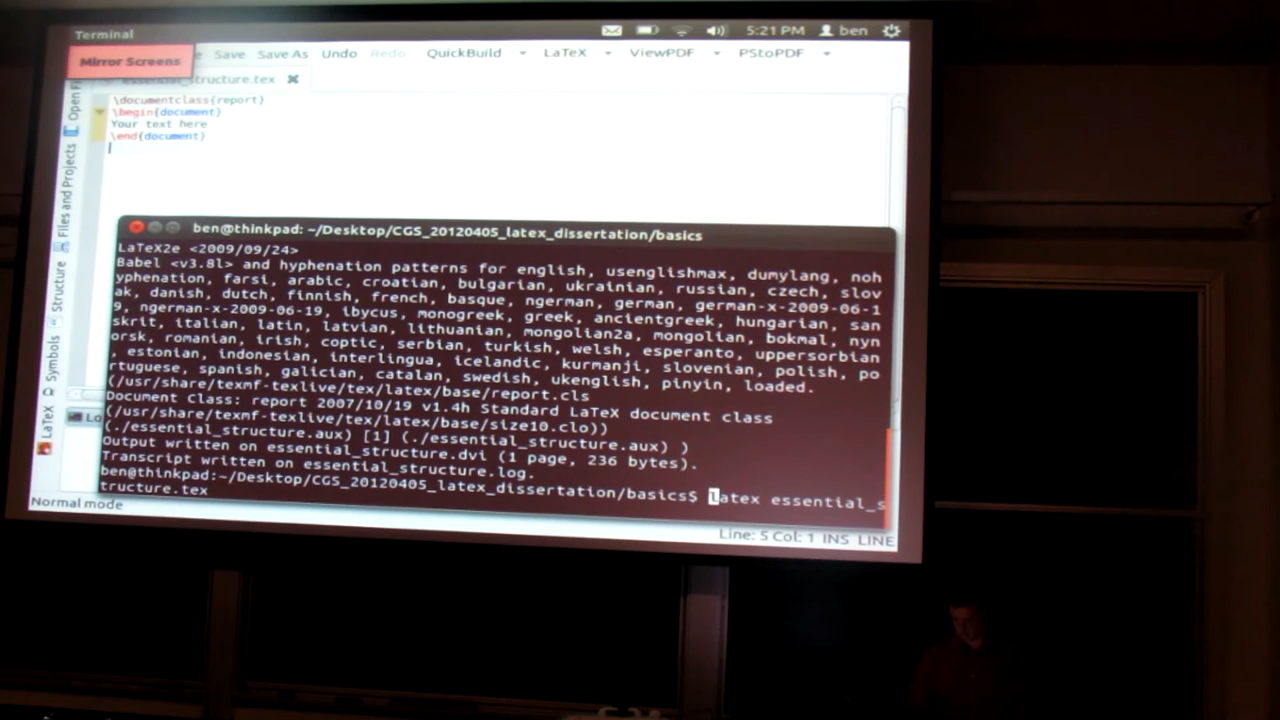 Terminal
5:21 PM ben
Mirror Screens
Save Save As Undo Redo QuickBuild LaTeX ViewPDF PStoPDF
essential_structure.tex
\documentclass{report}
\begin{document}
Your text here
\end{document}
Open Fi
Files and Projects
Structure
Symbols
LaTeX
Lo
ben@thinkpad: ~/Desktop/CGS_20120405_latex_dissertation/basics
LaTeX2e <2009/09/24>
Babel <v3.8l> and hyphenation patterns for english, usenglishmax, dumylang, noh
yphenation, farsi, arabic, croatian, bulgarian, ukrainian, russian, czech, slov
ak, danish, dutch, finnish, french, basque, ngerman, german, german-x-2009-06-1
9, ngerman-x-2009-06-19, ibycus, monogreek, greek, ancientgreek, hungarian, san
skrit, italian, latin, latvian, lithuanian, mongolian2a, mongolian, bokmal, nyn
orsk, romanian, irish, coptic, serbian, turkish, welsh, esperanto, uppersorbian
, estonian, indonesian, interlingua, icelandic, kurmanji, slovenian, polish, po
rtuguese, spanish, galician, catalan, swedish, ukenglish, pinyin, loaded.
(/usr/share/texmf-texlive/tex/latex/base/report.cls
Document Class: report 2007/10/19 v1.4h Standard LaTeX document class
(/usr/share/texmf-texlive/tex/latex/base/size10.clo))
(./essential_structure.aux) [1] (./essential_structure.aux) )
Output written on essential_structure.dvi (1 page, 236 bytes).
Transcript written on essential_structure.log.
ben@thinkpad:~/Desktop/CGS_20120405_latex_dissertation/basics$ latex essential_s
tructure.tex
Normal mode
Line: 5 Col: 1 INS LINE